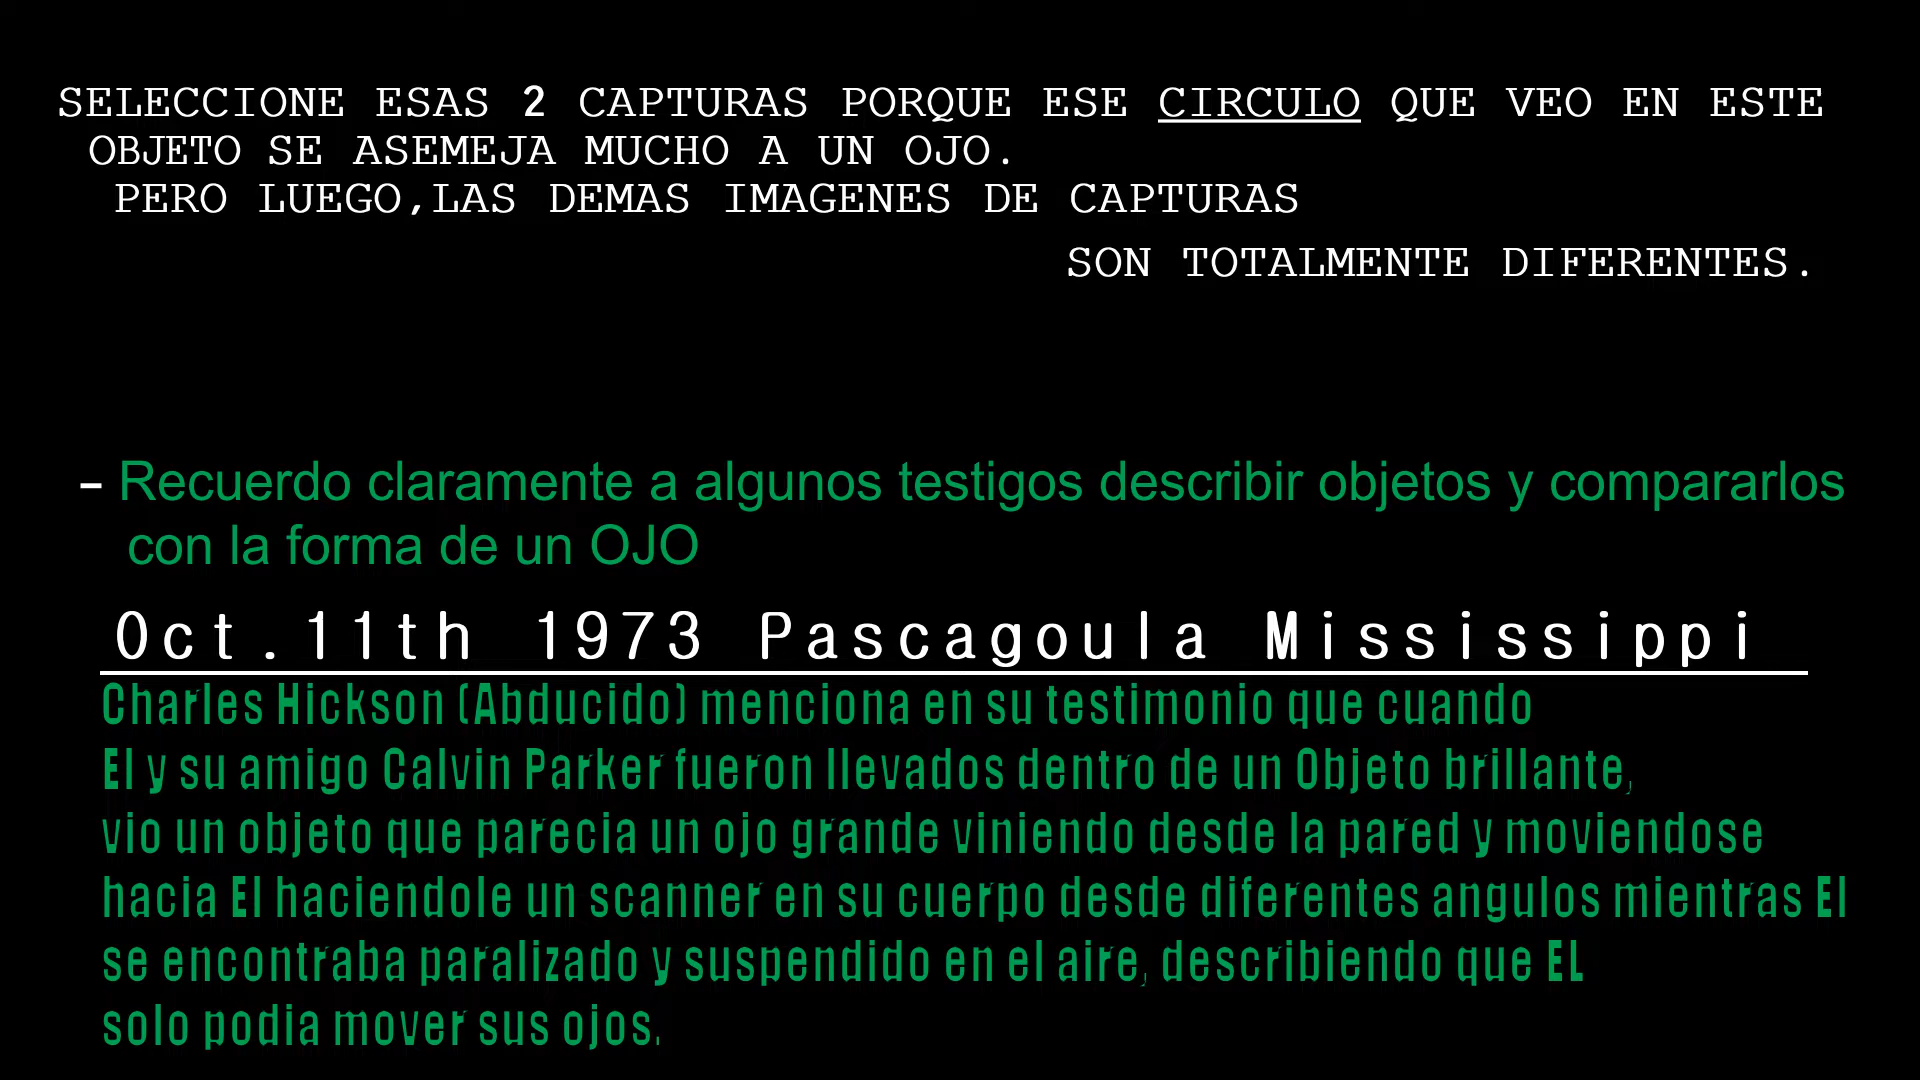 SELECCIONE ESAS 2 CAPTURAS PORQUE ESE CIRCULO QUE VEO EN ESTE
OBJETO SE ASEMEJA MUCHO A UN OJO.
PERO LUEGO,LAS DEMAS IMAGENES DE CAPTURAS
SON TOTALMENTE DIFERENTES.
- Recuerdo claramente a algunos testigos describir objetos y compararlos
con la forma de un OJO
Oct.11th 1973 Pascagoula Mississippi
Charles Hickson (Abducido) menciona en su testimonio que cuando
El y su amigo Calvin Parker fueron llevados dentro de un Objeto brillante,
vio un objeto que parecia un ojo grande viniendo desde la pared y moviendose
hacia El haciendole un scanner en su cuerpo desde diferentes angulos mientras El
se encontraba paralizado y suspendido en el aire, describiendo que EL
solo podia mover sus ojos.